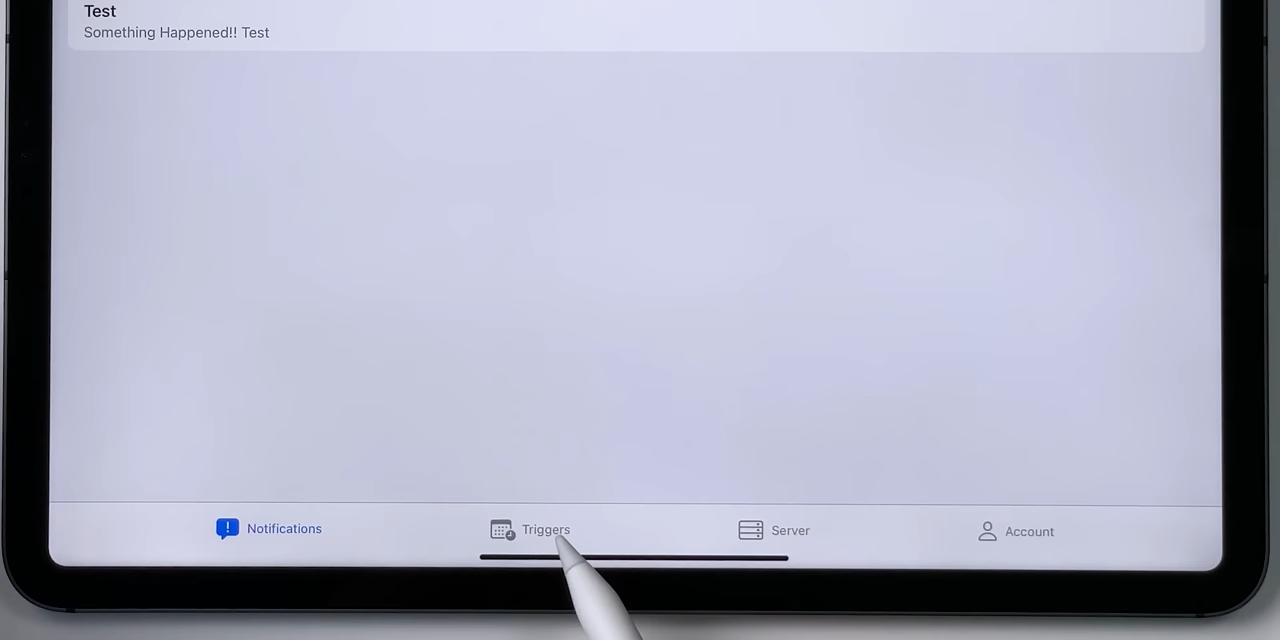 Test
Something Happened!! Test
Notifications
Triggers
Server
Account